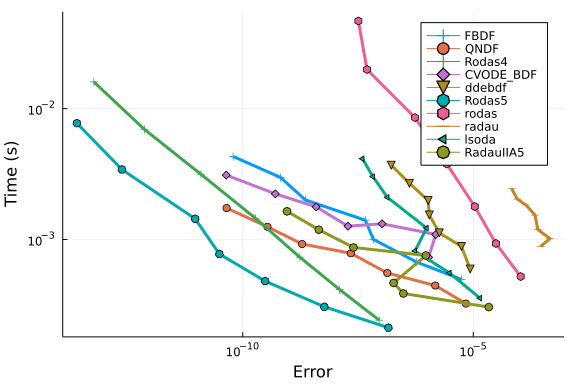 FBDF
QNDF
Rodas4
CVODE_BDF
ddebdf
Rodas5
rodas
radau
lsoda
RadauIIA5
Time (s)
10⁻²
10⁻³
10⁻¹⁰
10⁻⁵
Error